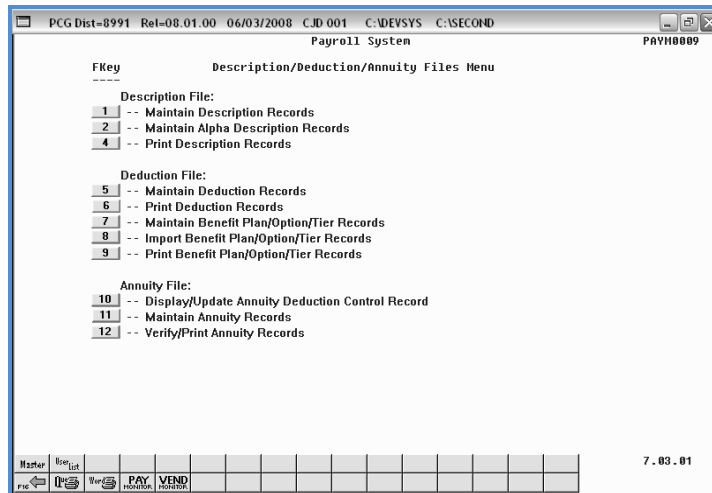 PCG Dist=8991 Rel=08.01.00 06/03/2008 CJD 001 C:\DEVSYS C:\SECOND
Payroll System PAYM0009
FKey Description/Deduction/Annuity Files Menu
----
Description File:
1 -- Maintain Description Records
2 -- Maintain Alpha Description Records
4 -- Print Description Records
Deduction File:
5 -- Maintain Deduction Records
6 -- Print Deduction Records
7 -- Maintain Benefit Plan/Option/Tier Records
8 -- Import Benefit Plan/Option/Tier Records
9 -- Print Benefit Plan/Option/Tier Records
Annuity File:
10 -- Display/Update Annuity Deduction Control Record
11 -- Maintain Annuity Records
12 -- Verify/Print Annuity Records
Master User List 7.03.01
F16 Que Wor PAY MONITOR VEND MONITOR